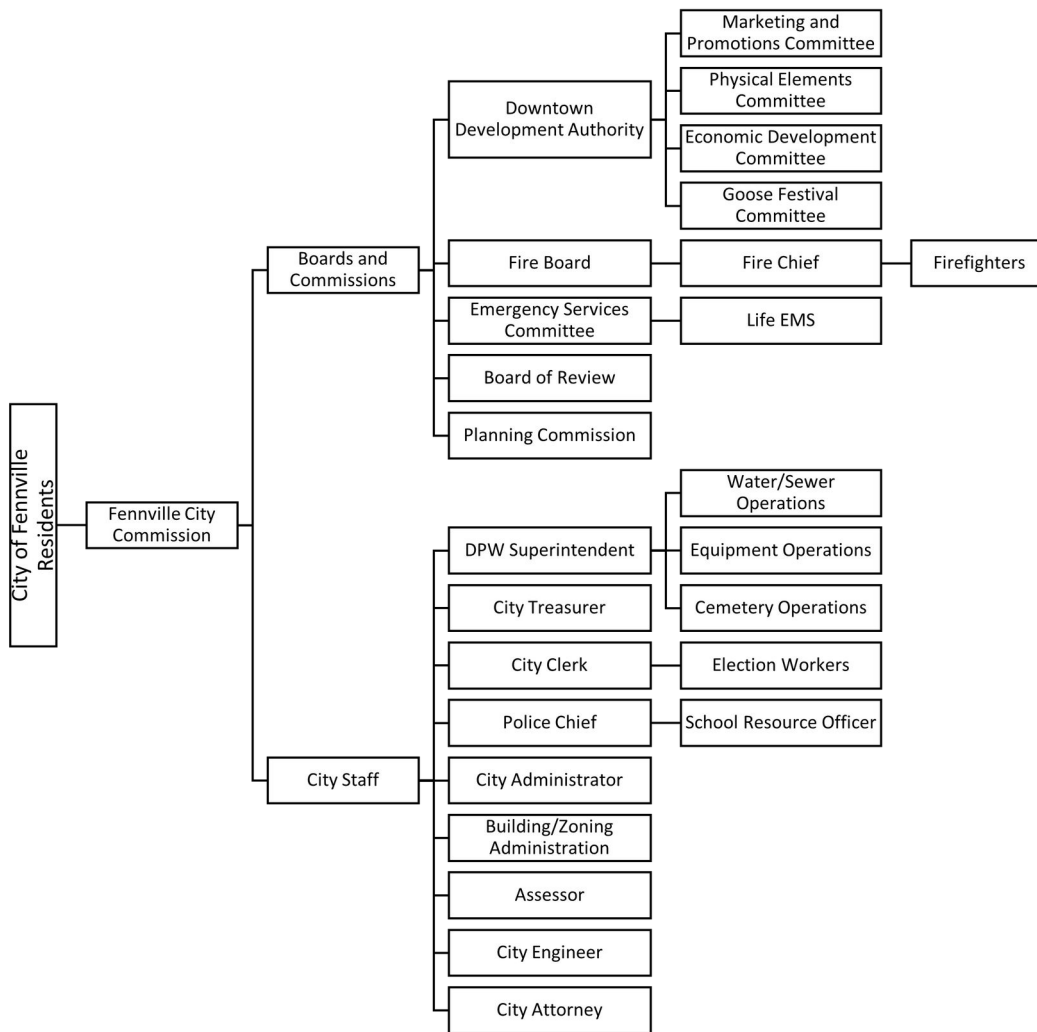 Marketing and
Promotions Committee
Physical Elements
Committee
Downtown
Development Authority
Economic Development
Committee
Goose Festival
Committee
Boards and
Commissions
Fire Board
Fire Chief
Firefighters
Emergency Services
Committee
Life EMS
Board of Review
Planning Commission
City of Fennville
Residents
Fennville City
Commission
Water/Sewer
Operations
DPW Superintendent
Equipment Operations
City Treasurer
Cemetery Operations
City Clerk
Election Workers
Police Chief
School Resource Officer
City Staff
City Administrator
Building/Zoning
Administration
Assessor
City Engineer
City Attorney